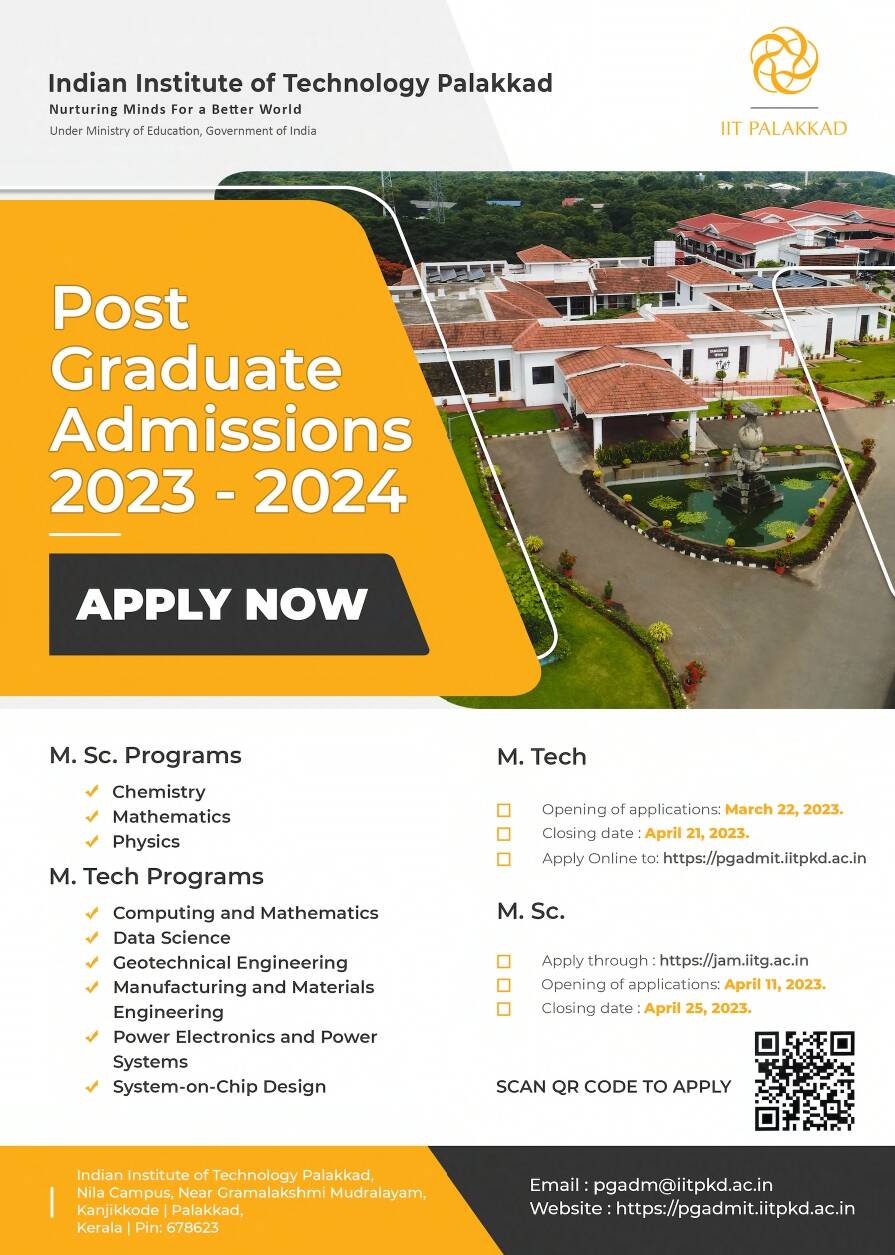 Indian Institute of Technology Palakkad
Nurturing Minds For a Better World
Under Ministry of Education, Government of India
IIT PALAKKAD
Post
Graduate
Admissions
2023 - 2024
APPLY NOW
M. Sc. Programs
Chemistry
Mathematics
Physics
M. Tech Programs
Computing and Mathematics
Data Science
Geotechnical Engineering
Manufacturing and Materials
Engineering
Power Electronics and Power
Systems
System-on-Chip Design
M. Tech
Opening of applications: March 22, 2023.
Closing date : April 21, 2023.
Apply Online to: https://pgadmit.iitpkd.ac.in
M. Sc.
Apply through : https://jam.iitg.ac.in
Opening of applications: April 11, 2023.
Closing date : April 25, 2023.
SCAN QR CODE TO APPLY
Indian Institute of Technology Palakkad,
Nila Campus, Near Gramalakshmi Mudralayam,
Kanjikkode | Palakkad,
Kerala | Pin: 678623
Email : pgadm@iitpkd.ac.in
Website : https://pgadmit.iitpkd.ac.in